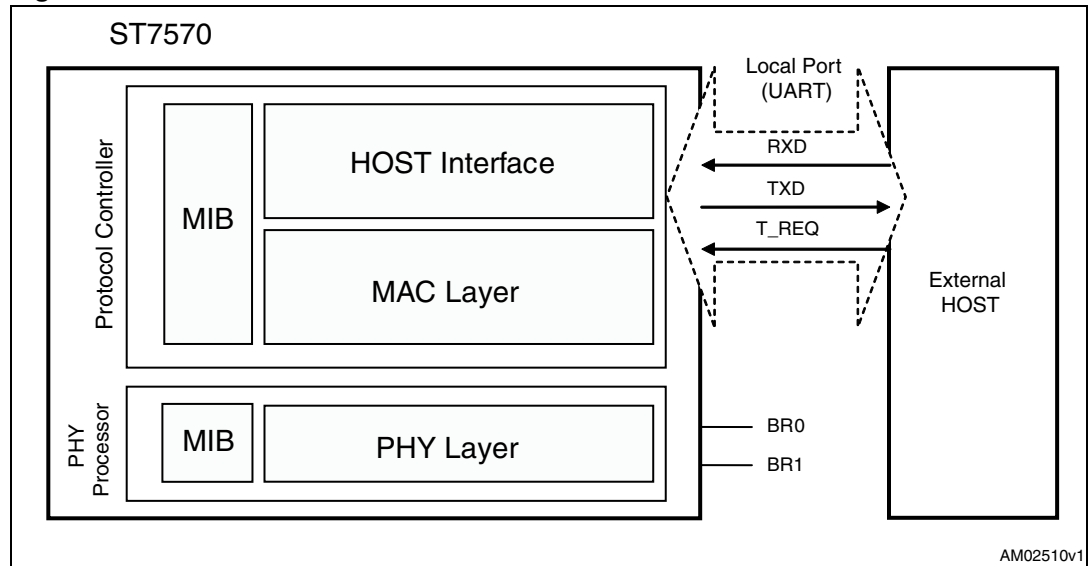 ST7570
Local Port
(UART)
Protocol Controller
MIB
HOST Interface
MAC Layer
RXD
TXD
T_REQ
External
HOST
PHY
Processor
MIB
PHY Layer
BR0
BR1
AM02510v1